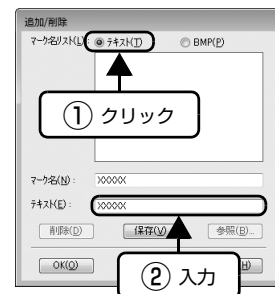 追加/削除
マーク名リスト(L): テキスト(T) BMP(P)
① クリック
マーク名(N): XXXXX
テキスト(E): XXXXX
削除(D) 保存(V) 参照(B)...
OK(O) H)
② 入力